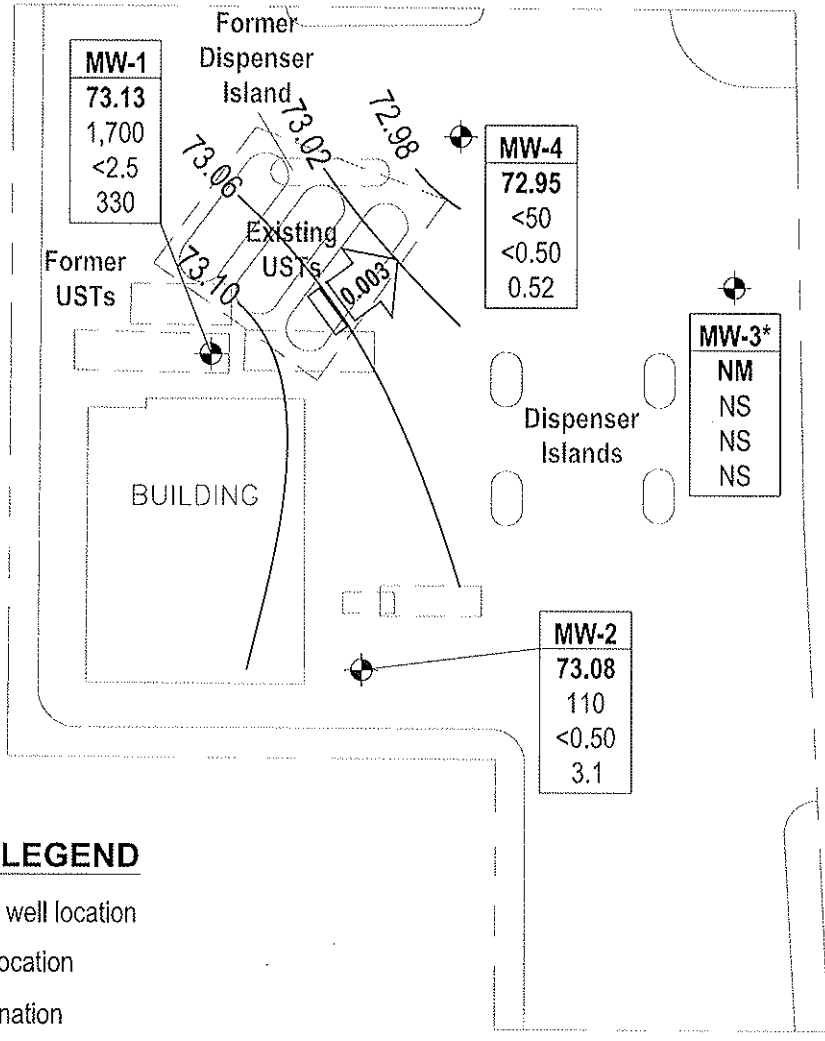 Former
Dispenser
Island
MW-1
73.13
1,700
<2.5
330
73.06
73.02
72.98
73.10
MW-4
72.95
<50
<0.50
0.52
Former
USTs
Existing
USTs
0.003
MW-3*
NM
NS
NS
NS
Dispenser
Islands
BUILDING
MW-2
73.08
110
<0.50
3.1
LEGEND
well location
ocation
nation